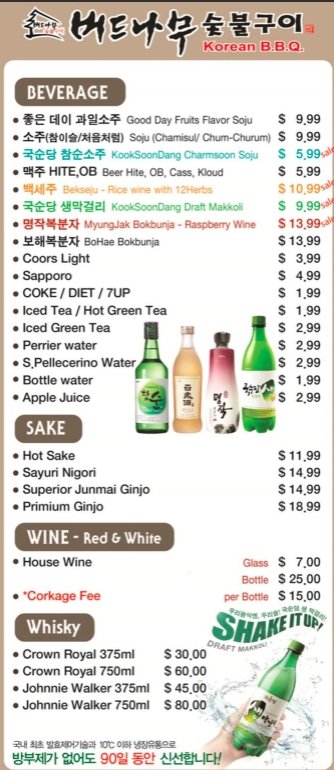 버드나무 숯불구이
버드나무 숯불구이
Korean B.B.Q.
BEVERAGE
• 좋은 데이 과일소주 Good Day Fruits Flavor Soju $ 9.99
• 소주(참이슬/처음처럼) Soju (Chamisul/ Chum-Churum) $ 9.99
• 국순당 참순소주 KookSoonDang Charmsoon Soju $ 5.99 sale
• 맥주 HITE,OB Beer Hite, OB, Cass, Kloud $ 5.99
• 백세주 Bekseju - Rice wine with 12Herbs $ 10.99 sale
• 국순당 생막걸리 KookSoonDang Draft Makkoli $ 9.99 sale
• 명작복분자 MyungJak Bokbunja - Raspberry Wine $ 13.99 sale
• 보해복분자 BoHae Bokbunja $ 13.99
• Coors Light $ 3.99
• Sapporo $ 4.99
• COKE / DIET / 7UP $ 1.99
• Iced Tea / Hot Green Tea $ 1.99
• Iced Green Tea $ 2.99
• Perrier water $ 2.99
• S.Pellecerino Water $ 2.99
• Bottle water $ 1.99
• Apple Juice $ 2.99
SAKE
• Hot Sake $ 11.99
• Sayuri Nigori $ 14.99
• Superior Junmai Ginjo $ 14.99
• Primium Ginjo $ 18.99
WINE - Red & White
• House Wine Glass $ 7.00
Bottle $ 25.00
• *Corkage Fee per Bottle $ 15.00
Whisky
• Crown Royal 375ml $ 30.00
• Crown Royal 750ml $ 60.00
• Johnnie Walker 375ml $ 45.00
• Johnnie Walker 750ml $ 80.00
SHAKE IT UP!
DRAFT MAKKOLI
국내 최초 발효제어기술과 10℃ 이하 냉장유통으로
방부제가 없어도 90일 동안 신선합니다!